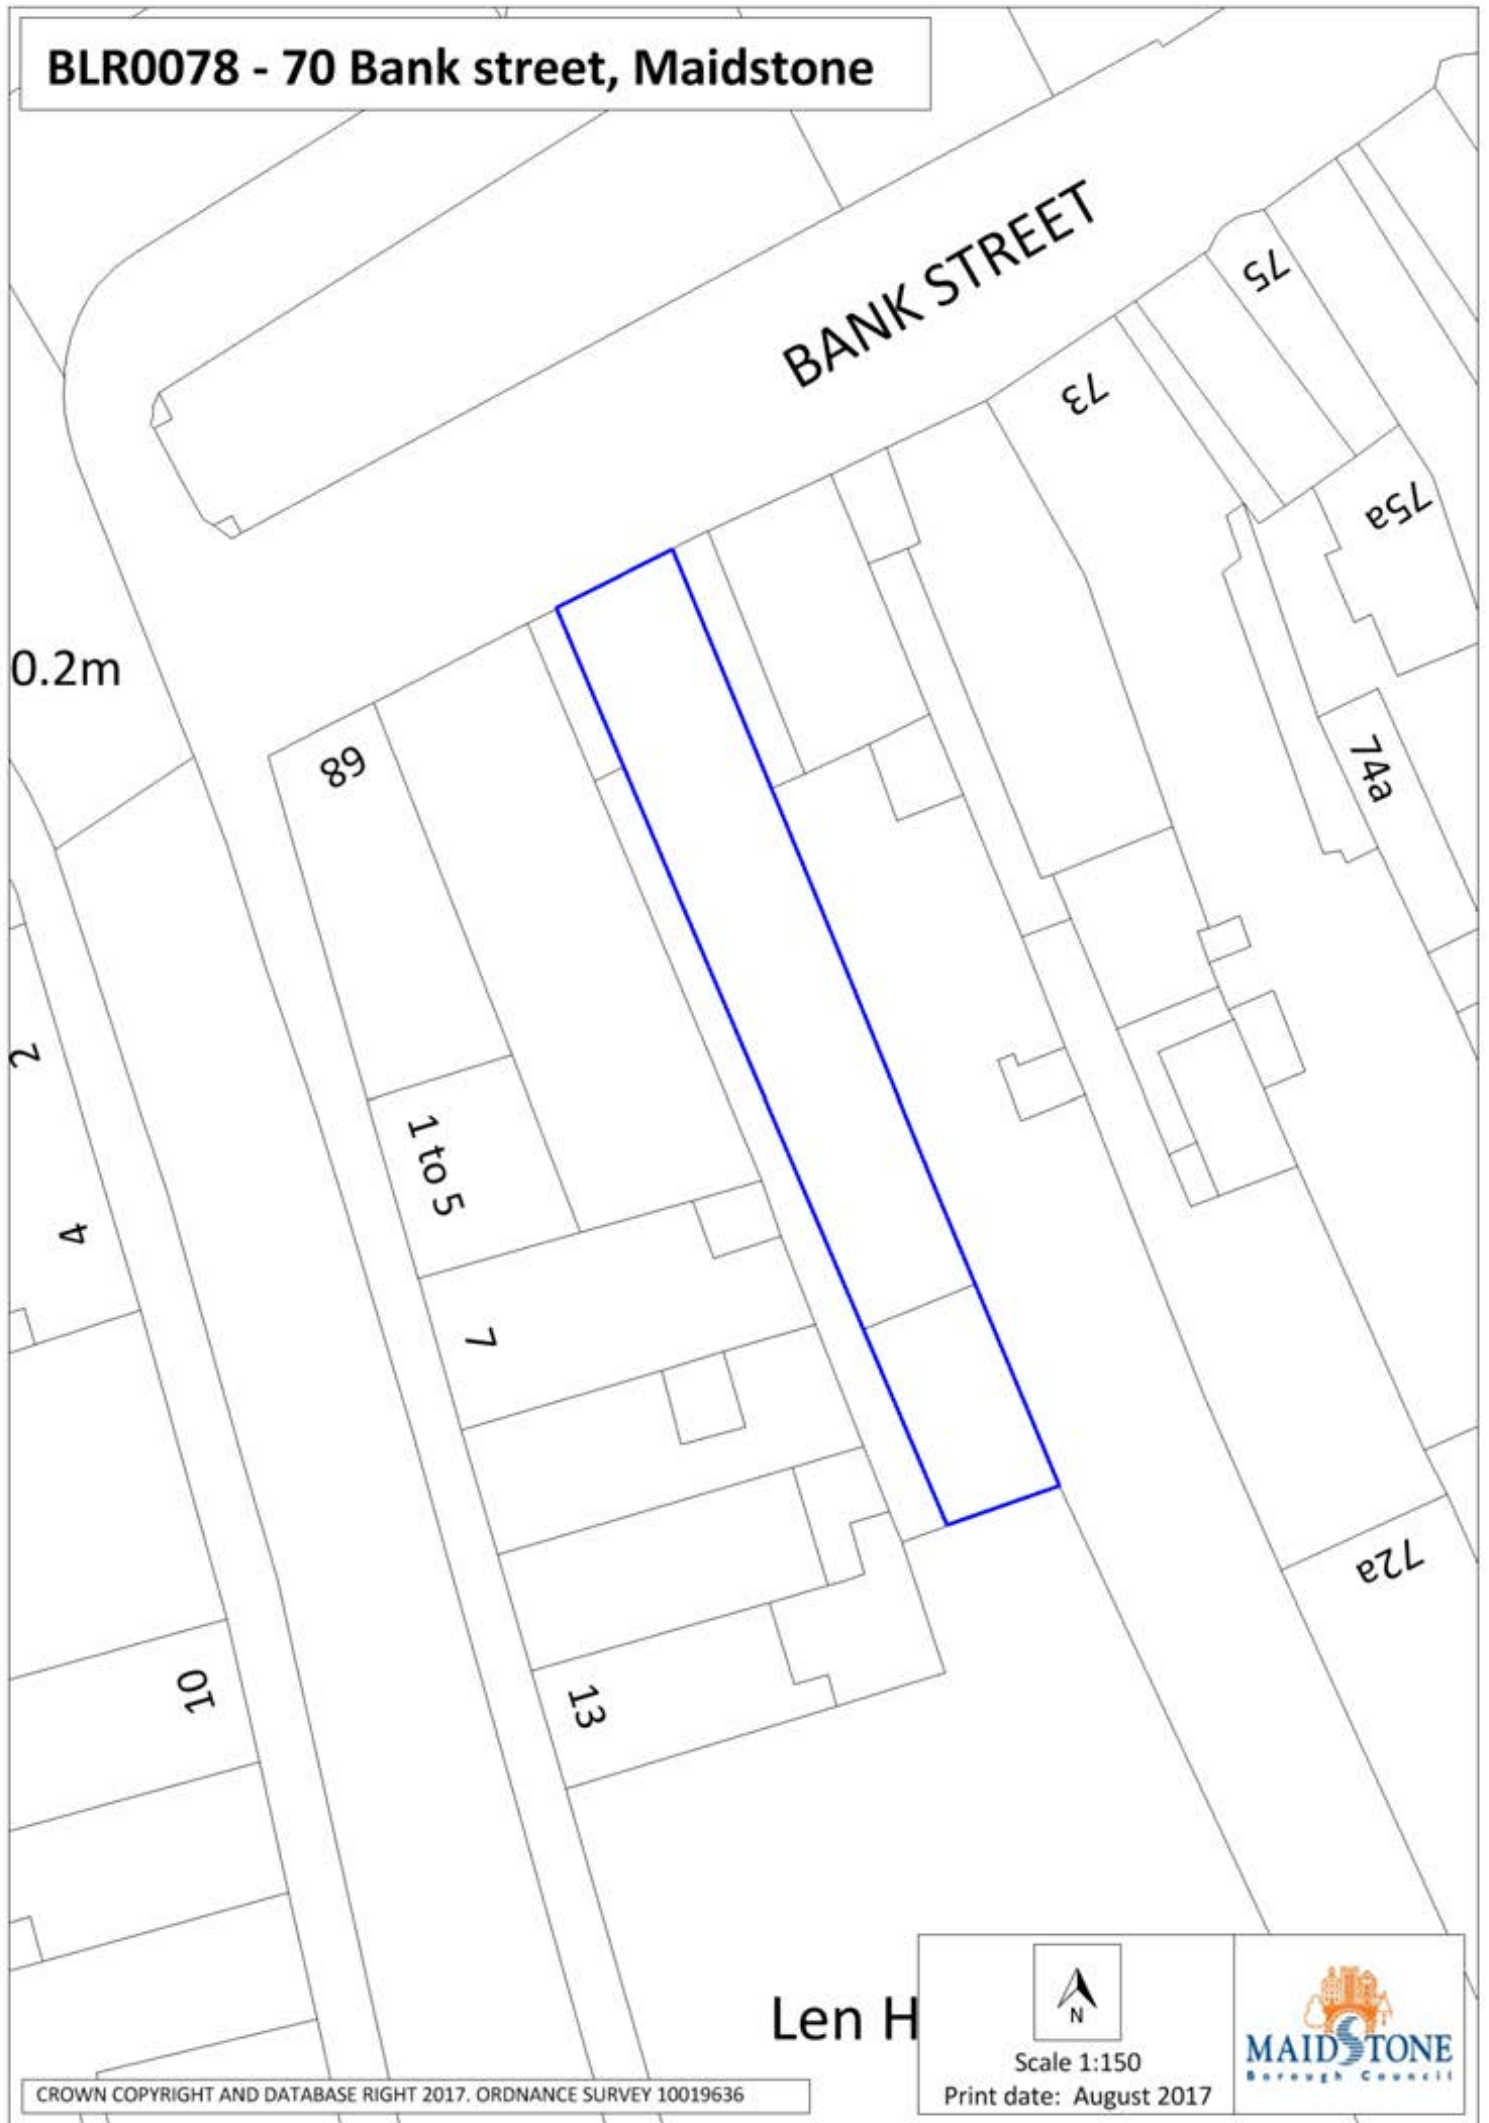 BLR0078 - 70 Bank street, Maidstone
BANK STREET
75
73
75a
0.2m
68
74a
2
1 to 5
4
7
72a
10
13
Len H
N
Scale 1:150
Print date: August 2017
MAIDSTONE
Borough Council
CROWN COPYRIGHT AND DATABASE RIGHT 2017. ORDNANCE SURVEY 10019636